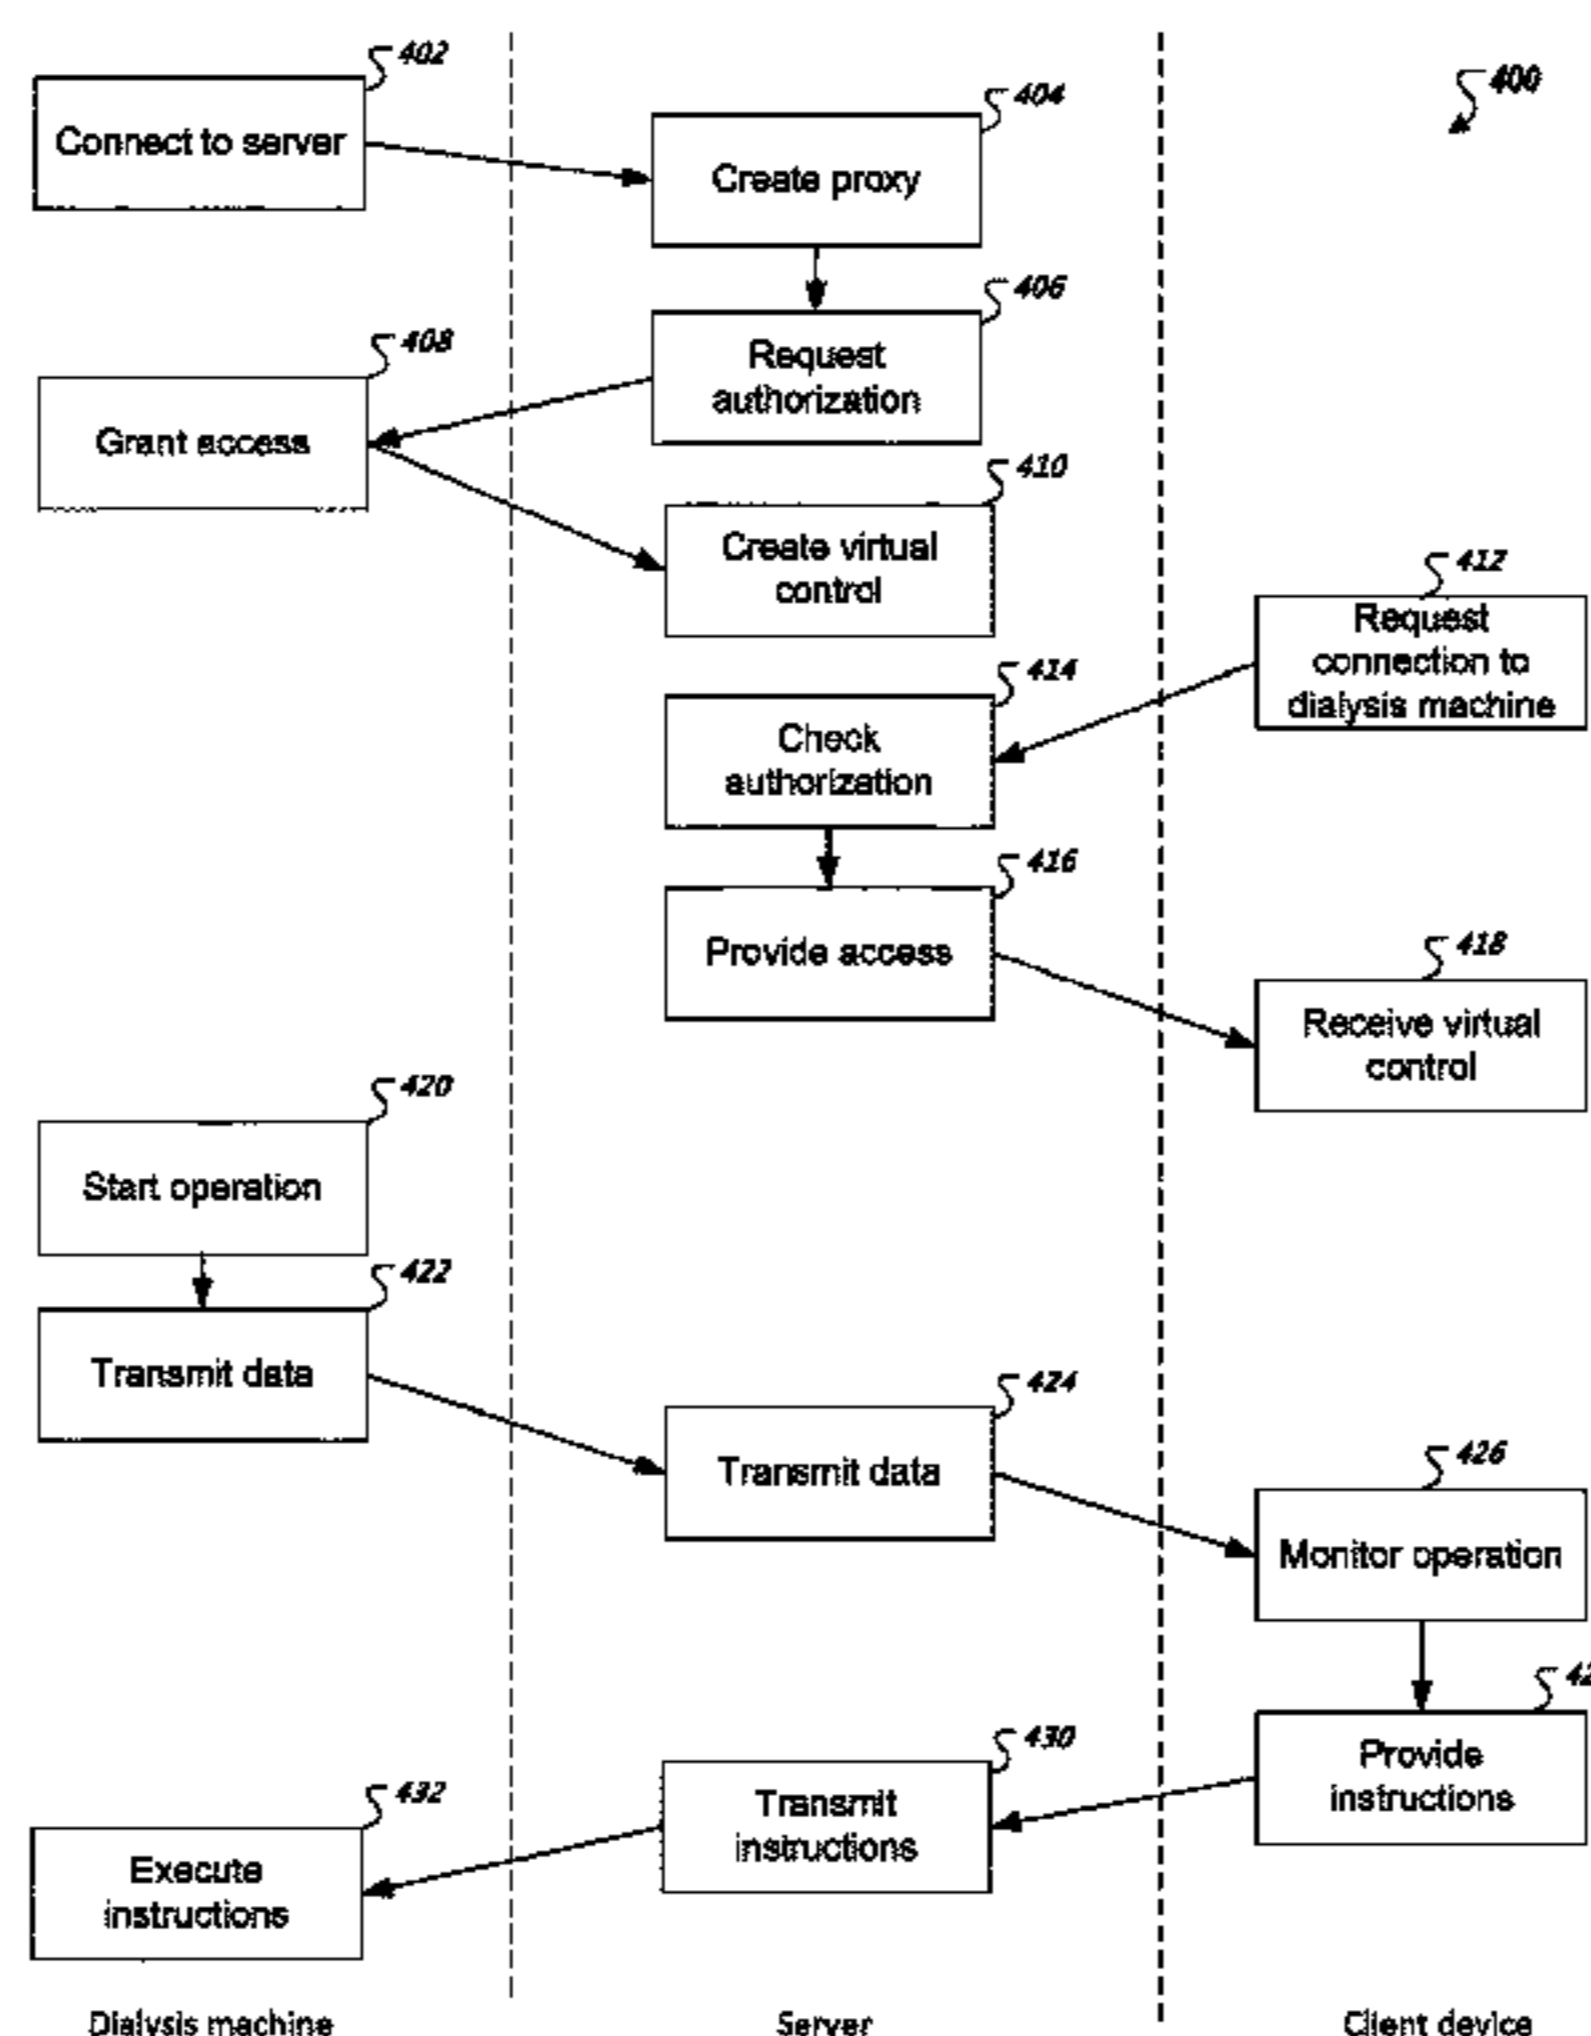 402
Connect to server
404
Create proxy
400
406
Request
authorization
408
Grant access
410
Create virtual
control
412
Request
connection to
dialysis machine
414
Check
authorization
416
Provide access
418
Receive virtual
control
420
Start operation
422
Transmit data
424
Transmit data
426
Monitor operation
42
Provide
instructions
430
Transmit
instructions
432
Execute
instructions
Dialysis machine
Server
Client device